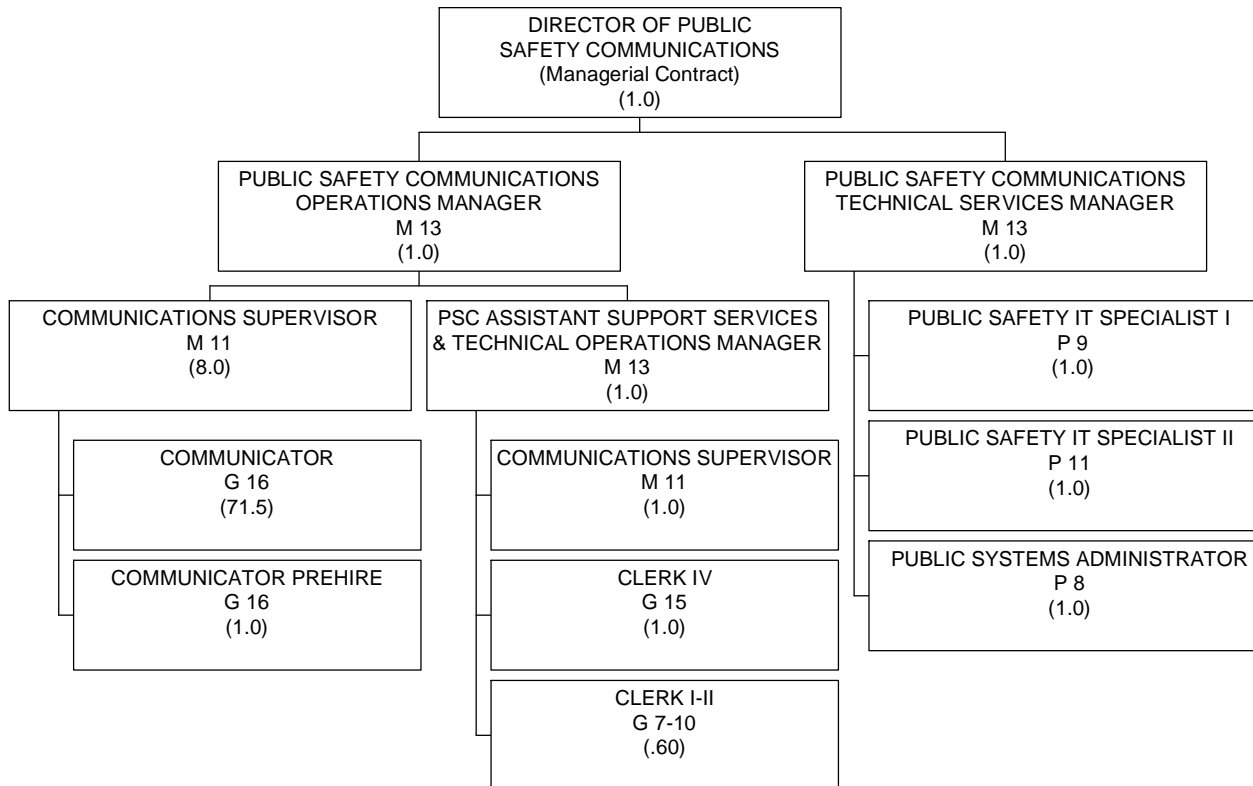 DIRECTOR OF PUBLIC
SAFETY COMMUNICATIONS
(Managerial Contract)
(1.0)
PUBLIC SAFETY COMMUNICATIONS
OPERATIONS MANAGER
M 13
(1.0)
PUBLIC SAFETY COMMUNICATIONS
TECHNICAL SERVICES MANAGER
M 13
(1.0)
COMMUNICATIONS SUPERVISOR
M 11
(8.0)
PSC ASSISTANT SUPPORT SERVICES
& TECHNICAL OPERATIONS MANAGER
M 13
(1.0)
PUBLIC SAFETY IT SPECIALIST I
P 9
(1.0)
COMMUNICATOR
G 16
(71.5)
COMMUNICATIONS SUPERVISOR
M 11
(1.0)
PUBLIC SAFETY IT SPECIALIST II
P 11
(1.0)
COMMUNICATOR PREHIRE
G 16
(1.0)
CLERK IV
G 15
(1.0)
PUBLIC SYSTEMS ADMINISTRATOR
P 8
(1.0)
CLERK I-II
G 7-10
(.60)